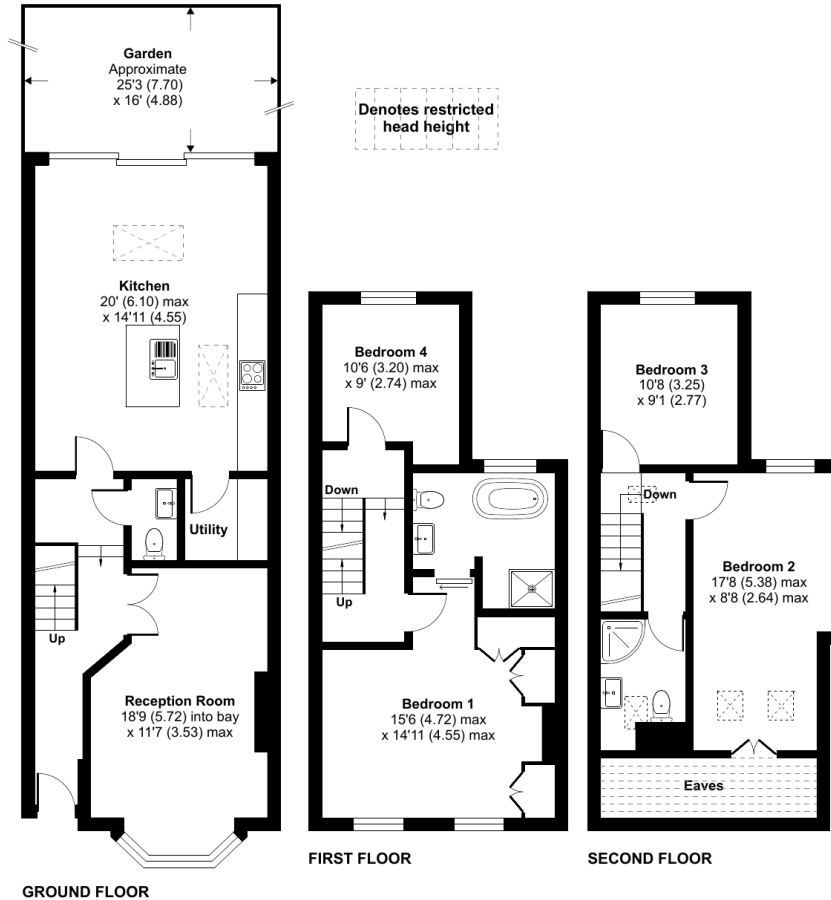 Garden
Approximate
25'3 (7.70)
x 16' (4.88)
Denotes restricted
head height
Kitchen
20' (6.10) max
x 14'11 (4.55)
Utility
Up
Reception Room
18'9 (5.72) into bay
x 11'7 (3.53) max
GROUND FLOOR
Bedroom 4
10'6 (3.20) max
x 9' (2.74) max
Down
Up
Bedroom 1
15'6 (4.72) max
x 14'11 (4.55) max
FIRST FLOOR
Bedroom 3
10'8 (3.25)
x 9'1 (2.77)
Down
Bedroom 2
17'8 (5.38) max
x 8'8 (2.64) max
Eaves
SECOND FLOOR